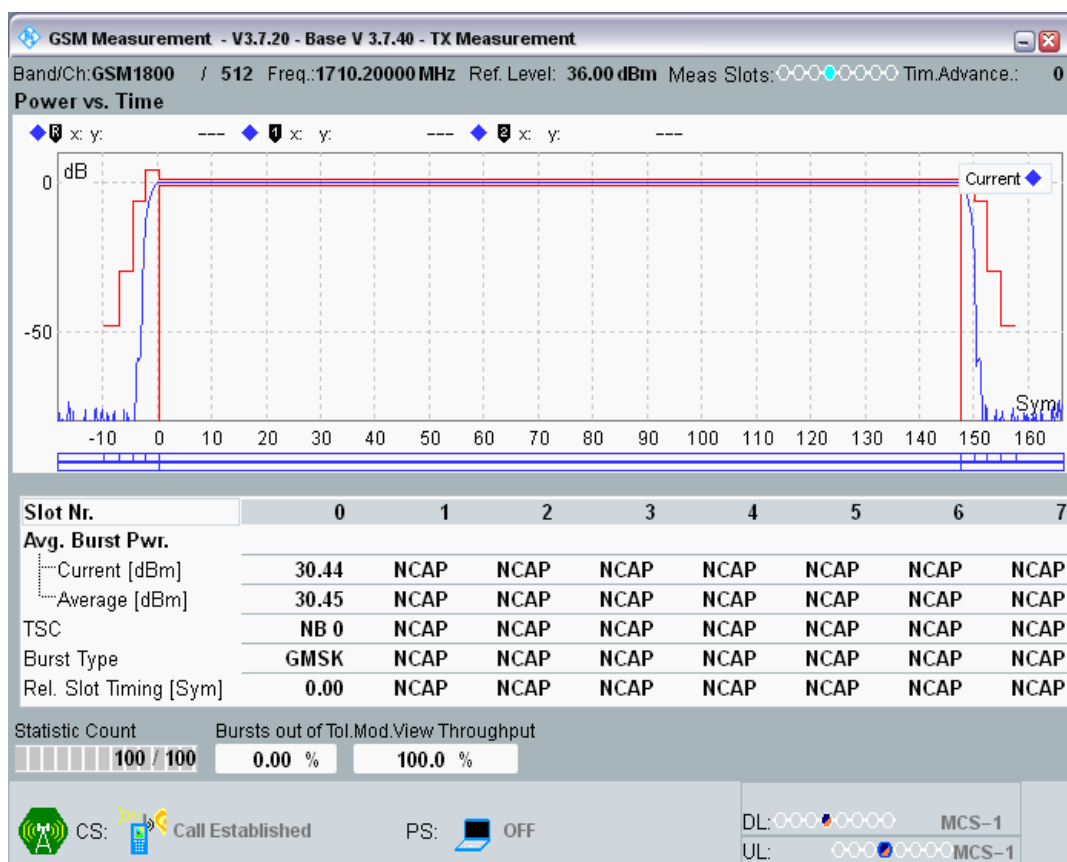 GSM Measurement - V3.7.20 - Base V 3.7.40 - TX Measurement
Band/Ch:GSM1800 / 512 Freq.:1710.20000 MHz Ref. Level: 36.00 dBm Meas Slots: Tim.Advance.: 0
Power vs. Time
R x: y: --- 1 x: y: --- 2 x: y: ---
dB
Current
0
-50
Sym
-10 0 10 20 30 40 50 60 70 80 90 100 110 120 130 140 150 160
Slot Nr. 0 1 2 3 4 5 6 7
Avg. Burst Pwr.
Current [dBm] 30.44 NCAP NCAP NCAP NCAP NCAP NCAP NCAP
Average [dBm] 30.45 NCAP NCAP NCAP NCAP NCAP NCAP NCAP
TSC NB 0 NCAP NCAP NCAP NCAP NCAP NCAP NCAP
Burst Type GMSK NCAP NCAP NCAP NCAP NCAP NCAP NCAP
Rel. Slot Timing [Sym] 0.00 NCAP NCAP NCAP NCAP NCAP NCAP NCAP
Statistic Count Bursts out of Tol. Mod.View Throughput
100 / 100 0.00 % 100.0 %
CS: Call Established PS: OFF
DL: MCS-1
UL: MCS-1